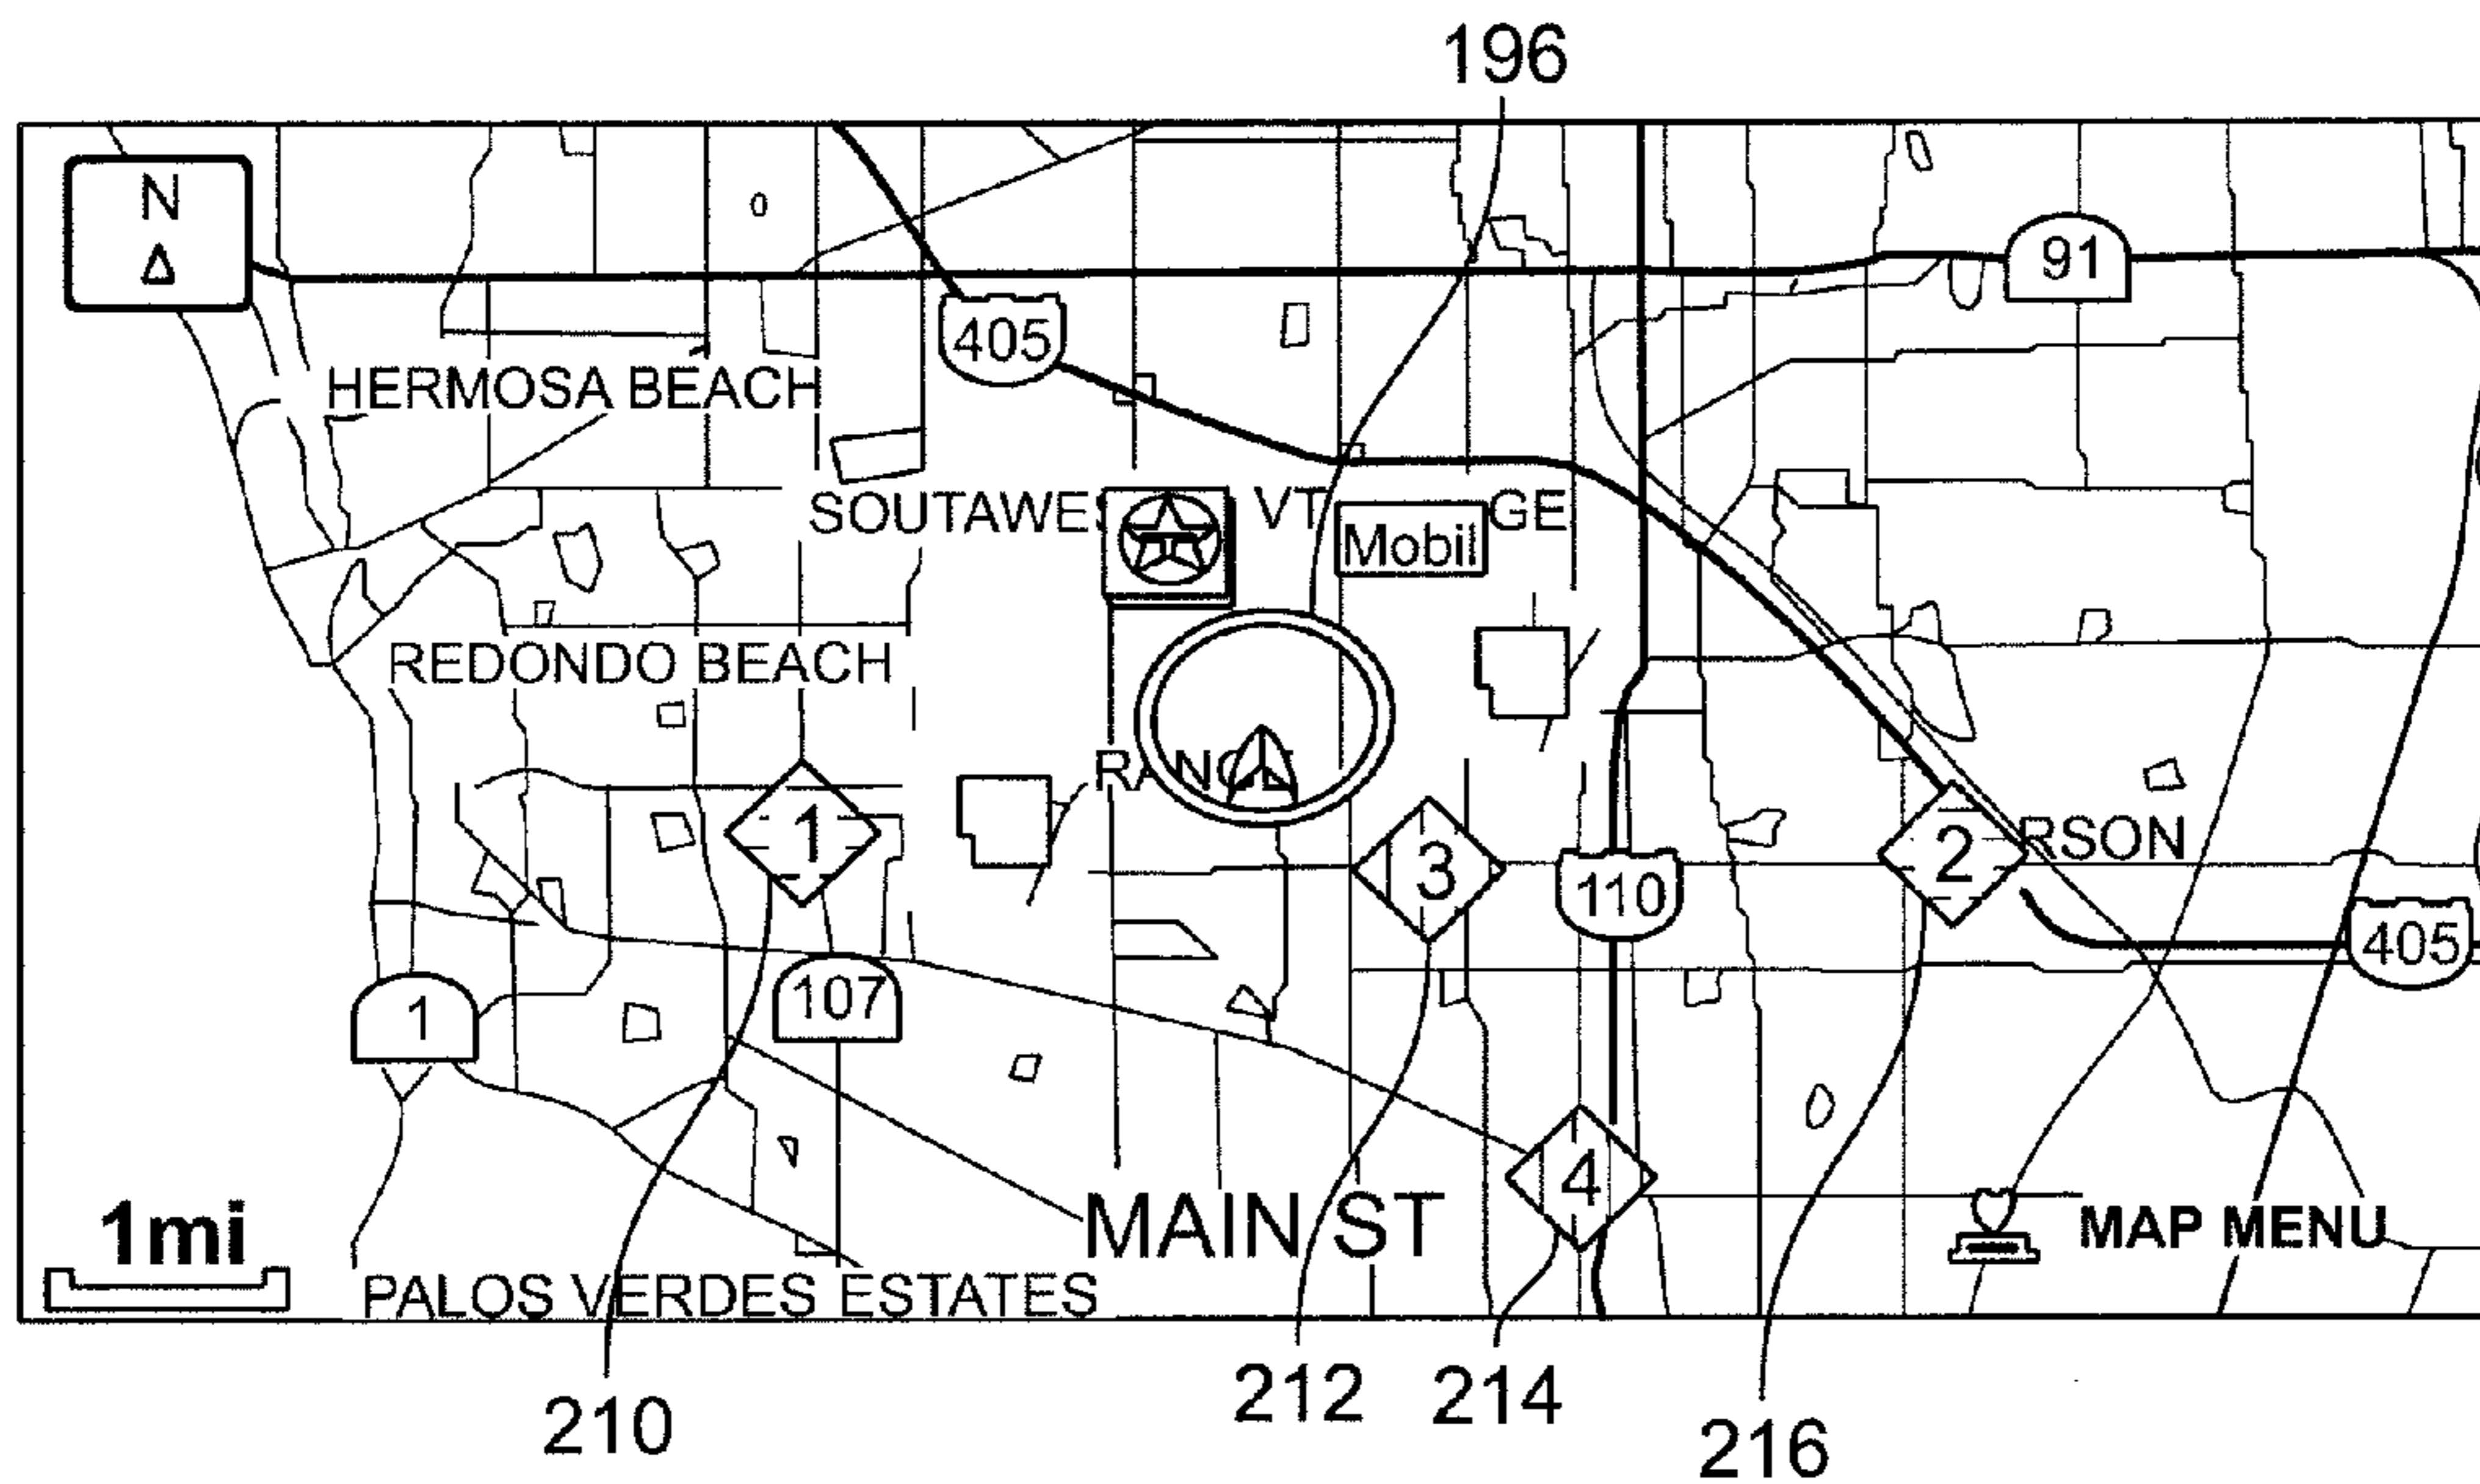 196
N
91
405
HERMOSA BEACH
SOUTAWES VT GE
Mobil
REDONDO BEACH
1
3
110
2
RSON
405
1
107
4
1mi
MAIN ST
MAP MENU
PALOS VERDES ESTATES
210
212
214
216